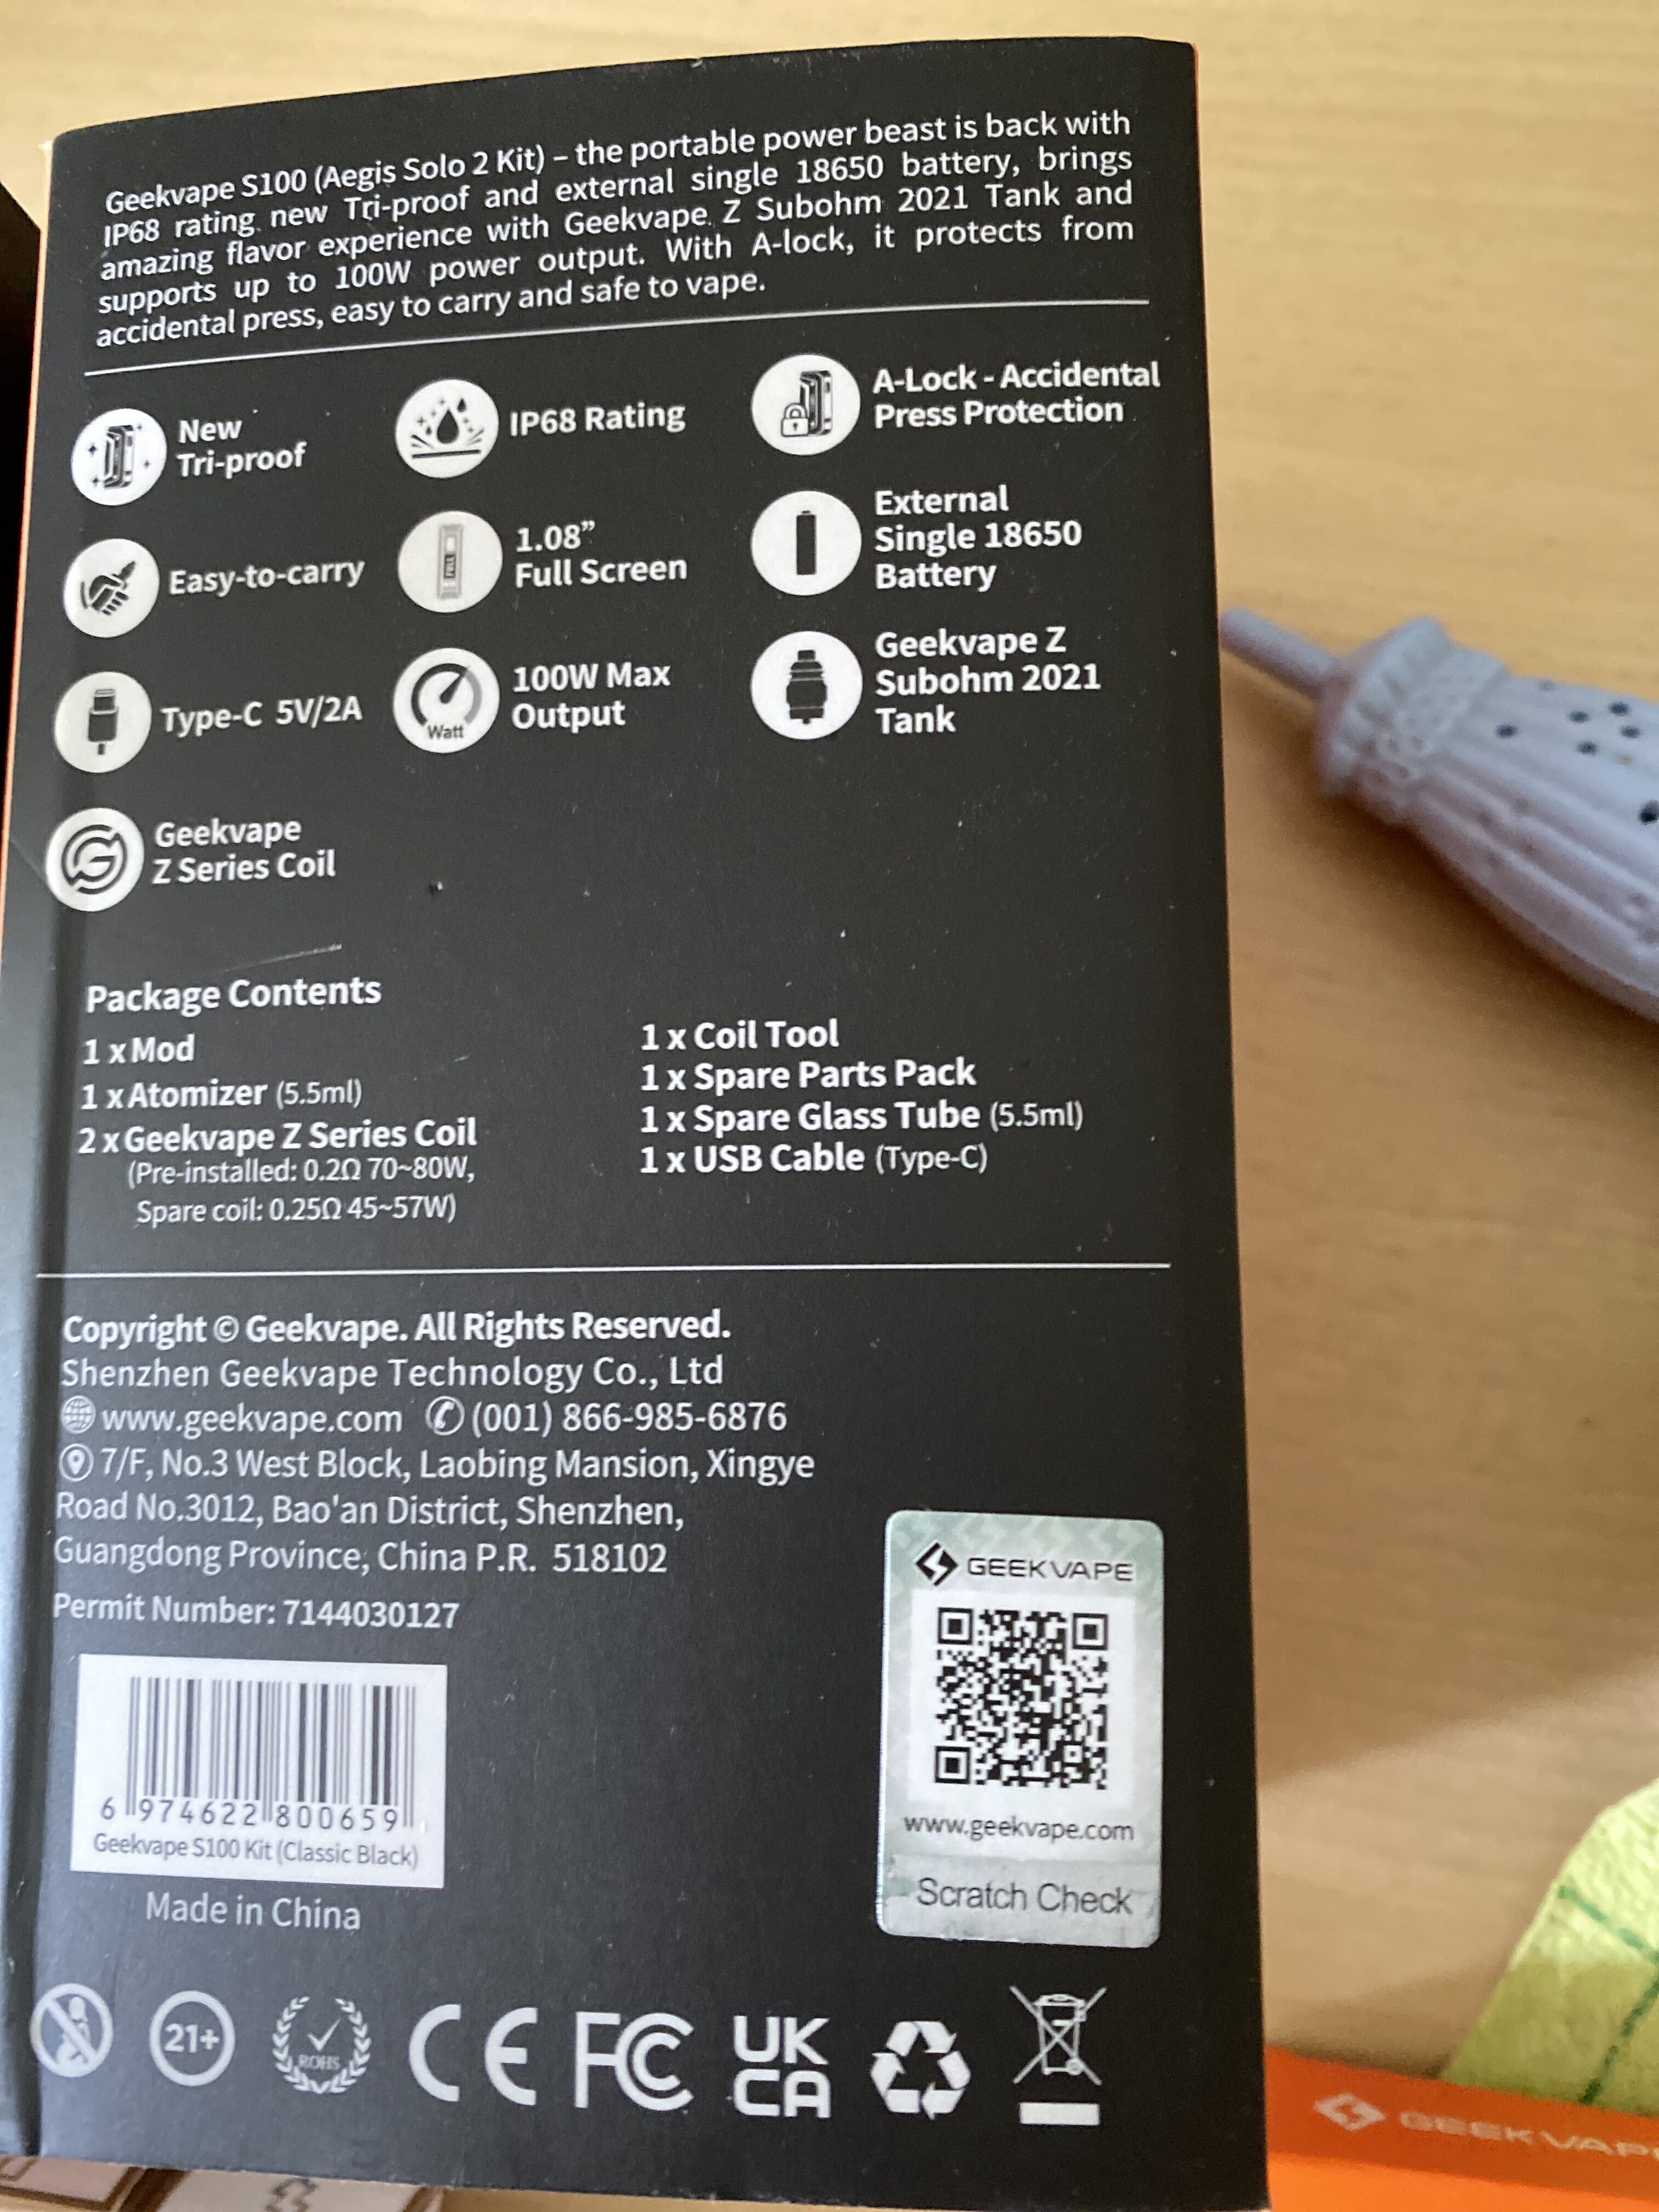 Geekvape S100 (Aegis Solo 2 Kit) – the portable power beast is back with
IP68 rating new Tri-proof and external single 18650 battery, brings
amazing flavor experience with Geekvape Z Subohm 2021 Tank and
supports up to 100W power output. With A-lock, it protects from
accidental press, easy to carry and safe to vape.
New
Tri-proof
IP68 Rating
A-Lock - Accidental
Press Protection
Easy-to-carry
1.08”
Full Screen
FULL
External
Single 18650
Battery
Type-C 5V/2A
Watt
100W Max
Output
Geekvape Z
Subohm 2021
Tank
Geekvape
Z Series Coil
Package Contents
1 x Mod
1 x Atomizer (5.5ml)
2 x Geekvape Z Series Coil
(Pre-installed: 0.2Ω 70~80W,
Spare coil: 0.25Ω 45~57W)
1 x Coil Tool
1 x Spare Parts Pack
1 x Spare Glass Tube (5.5ml)
1 x USB Cable (Type-C)
Copyright © Geekvape. All Rights Reserved.
Shenzhen Geekvape Technology Co., Ltd
www.geekvape.com (001) 866-985-6876
7/F, No.3 West Block, Laobing Mansion, Xingye
Road No.3012, Bao'an District, Shenzhen,
Guangdong Province, China P.R. 518102
Permit Number: 7144030127
6 974622 800659
Geekvape S100 Kit (Classic Black)
Made in China
GEEKVAPE
www.geekvape.com
Scratch Check
21+
ROHS
CE
FC
UK
CA
GEEKVAPE